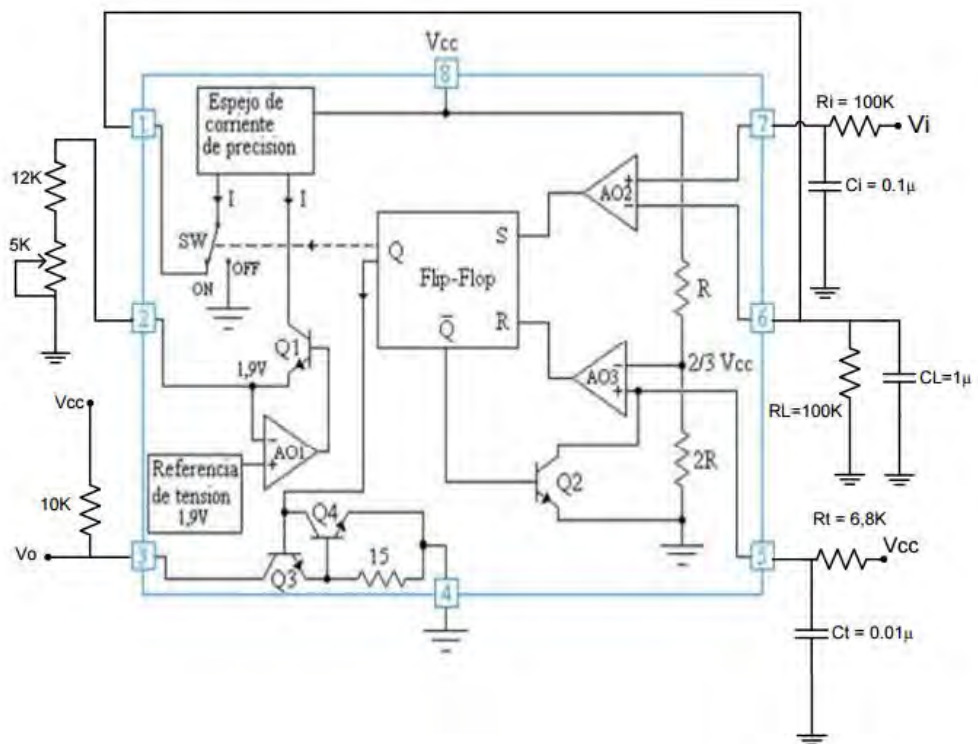 Vcc
8
Espejo de
corriente
de precision
1
7
Ri = 100K
Vi
12K
I
I
+
AO2
−
Ci = 0.1µ
SW
5K
OFF
ON
Q
S
Flip-Flop
R
2
6
Q1
Q̅
R
2/3 Vcc
1,9V
AO3
−
+
RL=100K
CL=1µ
Vcc
−
AO1
+
2R
Referencia
de tension
1,9V
Q2
10K
Q4
Rt = 6,8K
Vo
3
15
5
Vcc
Q3
4
Ct = 0.01µ